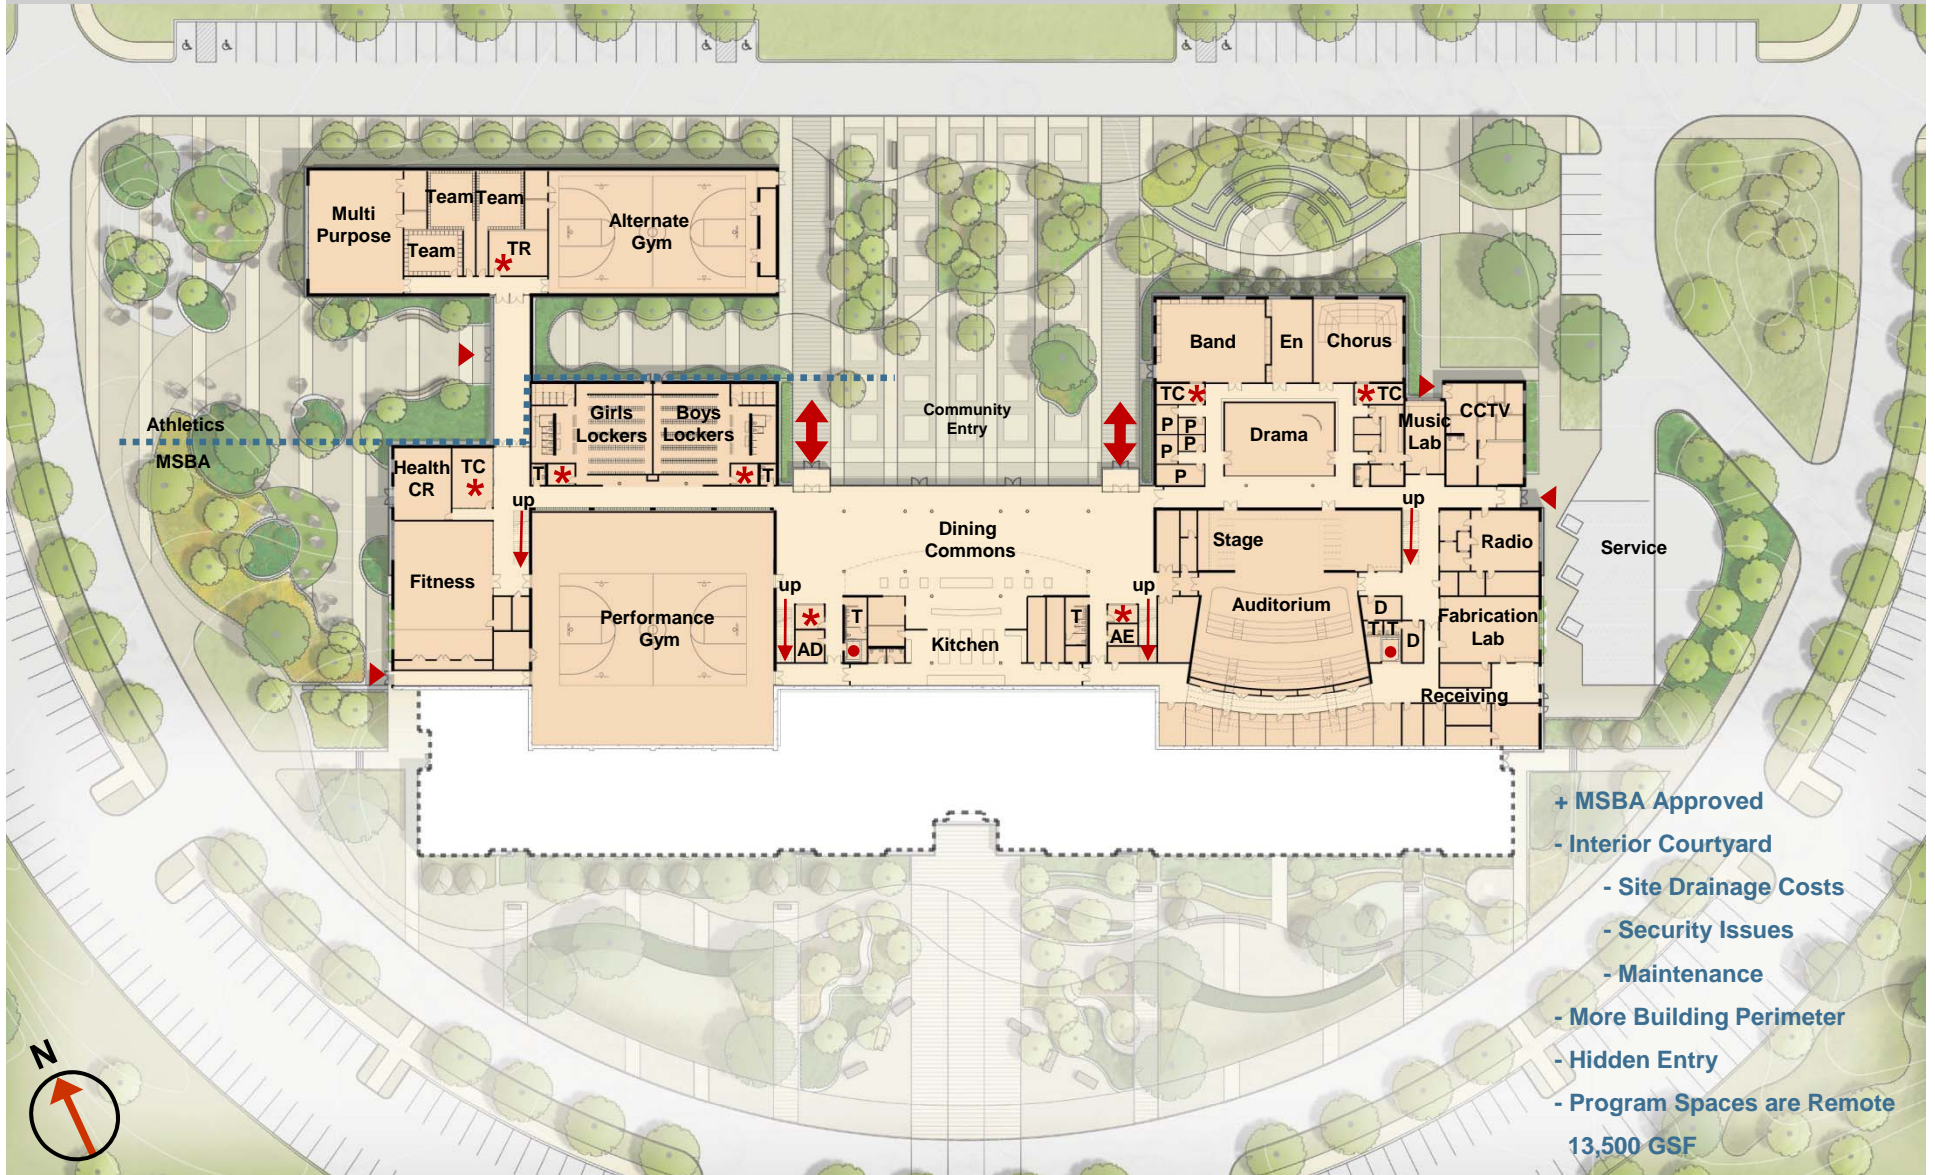 Multi
Purpose
Team
Team
Team
TR
*
Alternate
Gym
Band
En
Chorus
TC
*
*
TC
P
P
P
P
P
Drama
Music
Lab
CCTV
Community
Entry
Athletics
MSBA
Girls
Lockers
Boys
Lockers
T
*
*
T
Health
CR
TC
*
up
up
Dining
Commons
Stage
Radio
Service
Fitness
Performance
Gym
up
up
*
AD
T
Kitchen
T
*
AE
Auditorium
D
T
T
D
Fabrication
Lab
Receiving
+ MSBA Approved
- Interior Courtyard
- Site Drainage Costs
- Security Issues
- Maintenance
- More Building Perimeter
- Hidden Entry
- Program Spaces are Remote
13,500 GSF
N